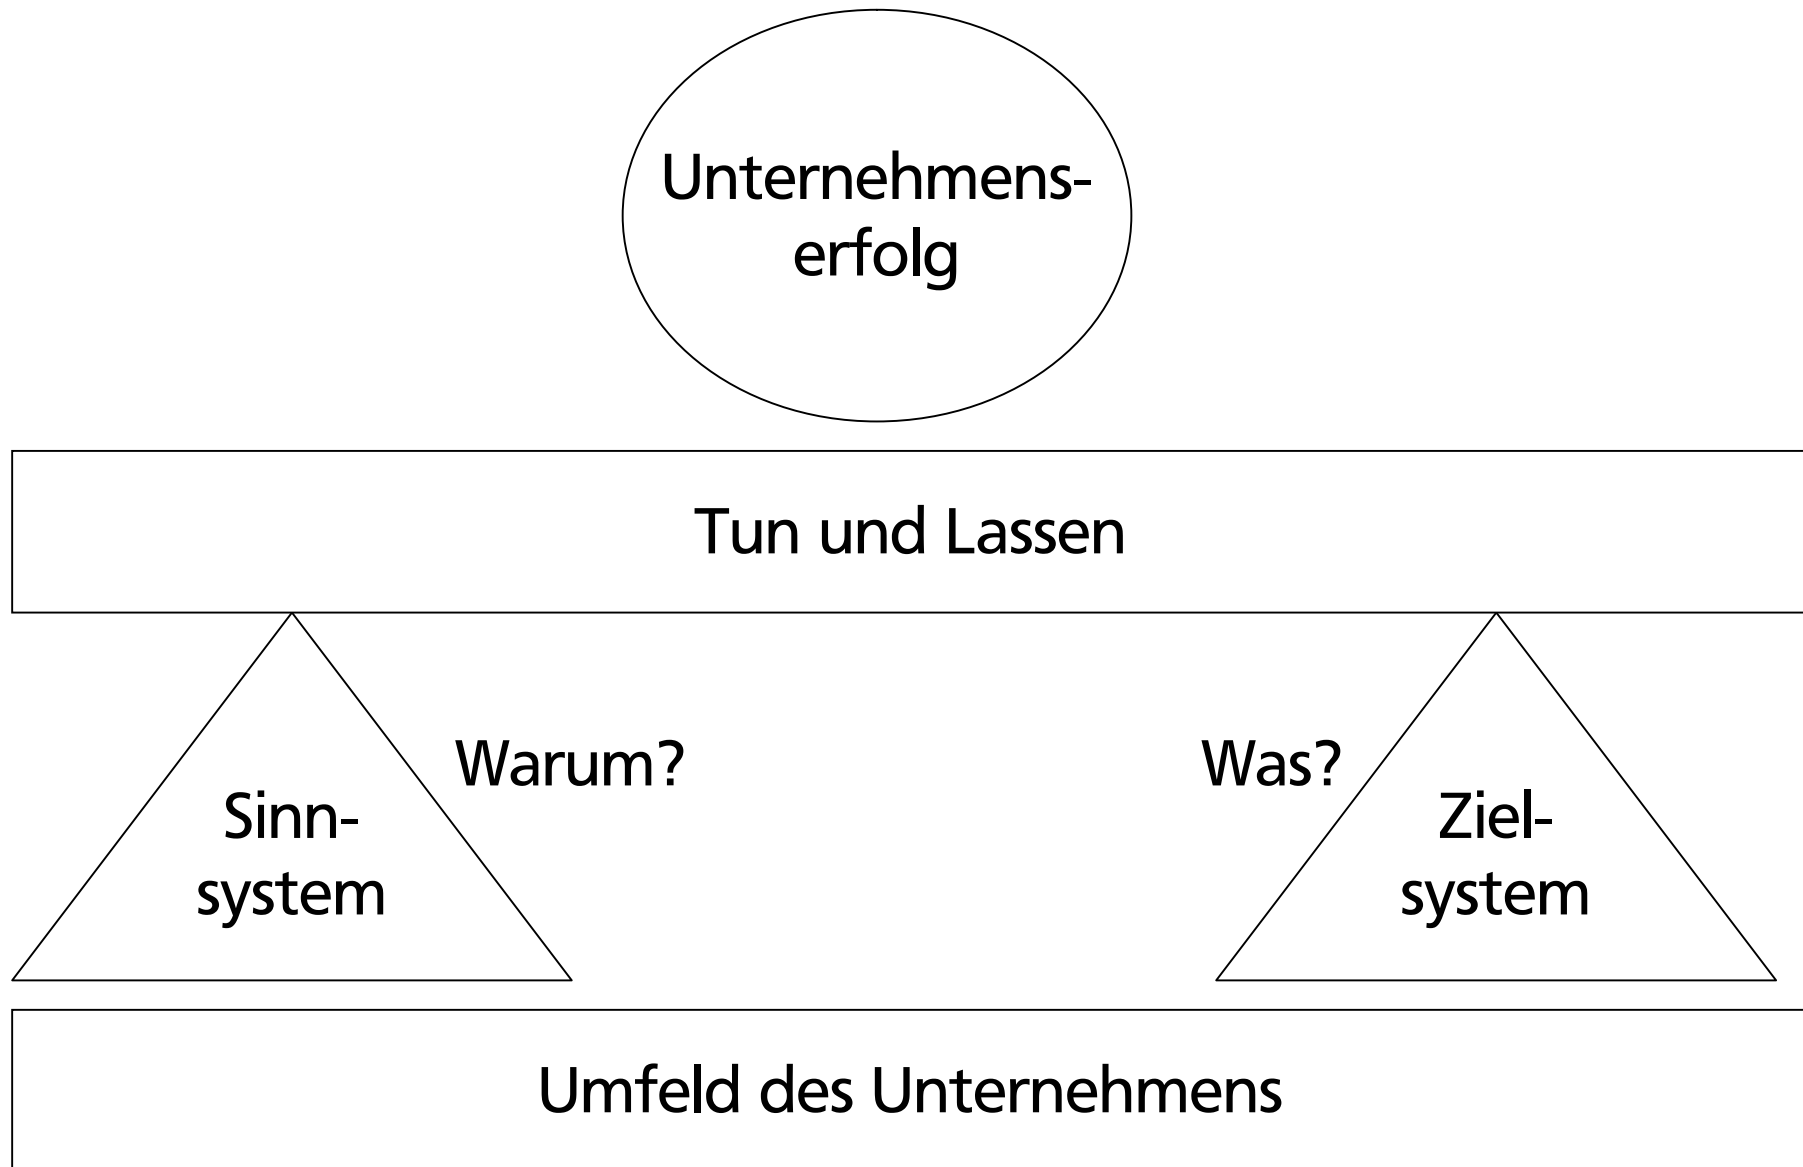 Unternehmens-
erfolg
Tun und Lassen
Warum?
Was?
Sinn-
system
Ziel-
system
Umfeld des Unternehmens